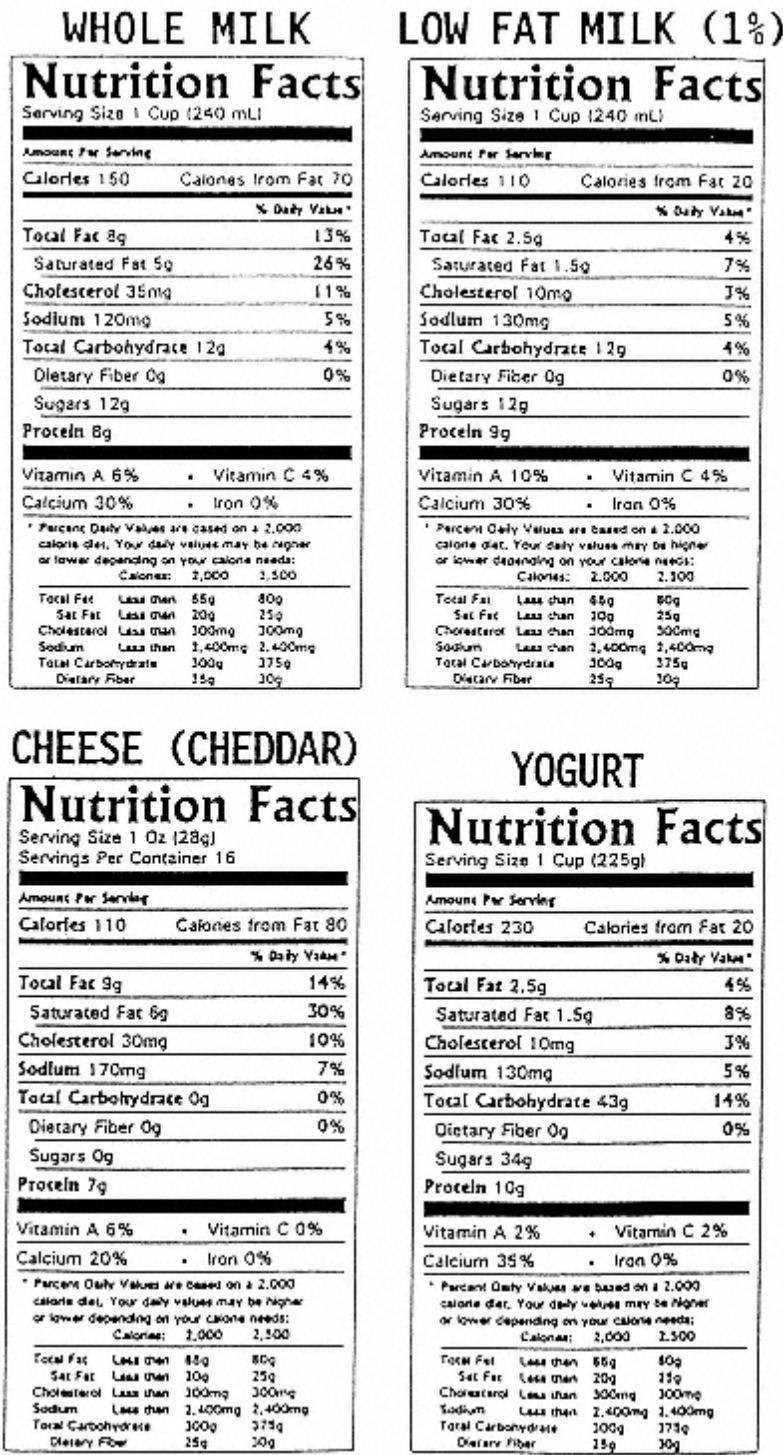 WHOLE MILK
Nutrition Facts
Serving Size 1 Cup (240 mL)
Amount Per Serving
Calories 150 Calories from Fat 70
% Daily Value*
Total Fat 8g 13%
Saturated Fat 5g 26%
Cholesterol 35mg 11%
Sodium 120mg 5%
Total Carbohydrate 12g 4%
Dietary Fiber 0g 0%
Sugars 12g
Protein 8g
Vitamin A 6% • Vitamin C 4%
Calcium 30% • Iron 0%
* Percent Daily Values are based on a 2,000
calorie diet. Your daily values may be higher
or lower depending on your calorie needs:
Calories: 2,000 2,500
Total Fat Less than 65g 80g
Sat Fat Less than 20g 25g
Cholesterol Less than 300mg 300mg
Sodium Less than 2,400mg 2,400mg
Total Carbohydrate 300g 375g
Dietary Fiber 25g 30g
LOW FAT MILK (1%)
Nutrition Facts
Serving Size 1 Cup (240 mL)
Amount Per Serving
Calories 110 Calories from Fat 20
% Daily Value*
Total Fat 2.5g 4%
Saturated Fat 1.5g 7%
Cholesterol 10mg 3%
Sodium 130mg 5%
Total Carbohydrate 12g 4%
Dietary Fiber 0g 0%
Sugars 12g
Protein 9g
Vitamin A 10% • Vitamin C 4%
Calcium 30% • Iron 0%
* Percent Daily Values are based on a 2,000
calorie diet. Your daily values may be higher
or lower depending on your calorie needs:
Calories: 2,000 2,500
Total Fat Less than 65g 80g
Sat Fat Less than 20g 25g
Cholesterol Less than 300mg 300mg
Sodium Less than 2,400mg 2,400mg
Total Carbohydrate 300g 375g
Dietary Fiber 25g 30g
CHEESE (CHEDDAR)
Nutrition Facts
Serving Size 1 Oz (28g)
Servings Per Container 16
Amount Per Serving
Calories 110 Calories from Fat 80
% Daily Value*
Total Fat 9g 14%
Saturated Fat 6g 30%
Cholesterol 30mg 10%
Sodium 170mg 7%
Total Carbohydrate 0g 0%
Dietary Fiber 0g 0%
Sugars 0g
Protein 7g
Vitamin A 6% • Vitamin C 0%
Calcium 20% • Iron 0%
* Percent Daily Values are based on a 2,000
calorie diet. Your daily values may be higher
or lower depending on your calorie needs:
Calories: 2,000 2,500
Total Fat Less than 65g 80g
Sat Fat Less than 20g 25g
Cholesterol Less than 300mg 300mg
Sodium Less than 2,400mg 2,400mg
Total Carbohydrate 300g 375g
Dietary Fiber 25g 30g
YOGURT
Nutrition Facts
Serving Size 1 Cup (225g)
Amount Per Serving
Calories 230 Calories from Fat 20
% Daily Value*
Total Fat 2.5g 4%
Saturated Fat 1.5g 8%
Cholesterol 10mg 3%
Sodium 130mg 5%
Total Carbohydrate 43g 14%
Dietary Fiber 0g 0%
Sugars 34g
Protein 10g
Vitamin A 2% • Vitamin C 2%
Calcium 35% • Iron 0%
* Percent Daily Values are based on a 2,000
calorie diet. Your daily values may be higher
or lower depending on your calorie needs:
Calories: 2,000 2,500
Total Fat Less than 65g 80g
Sat Fat Less than 20g 25g
Cholesterol Less than 300mg 300mg
Sodium Less than 2,400mg 2,400mg
Total Carbohydrate 300g 375g
Dietary Fiber 25g 30g